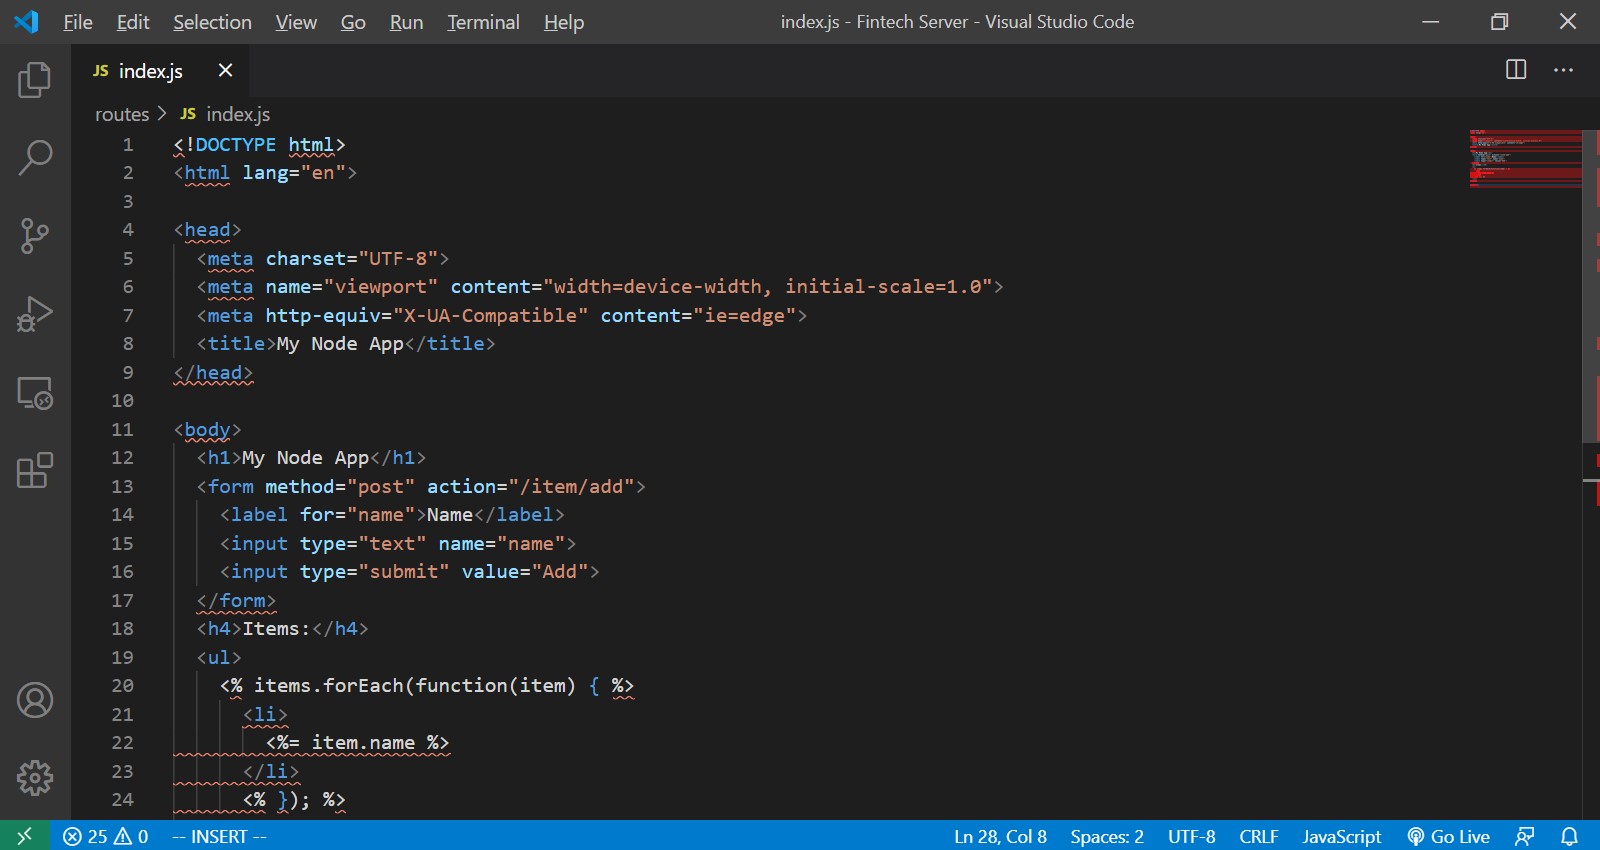 File Edit Selection View Go Run Terminal Help index.js - Fintech Server - Visual Studio Code
JS index.js
routes > JS index.js
1 <!DOCTYPE html>
2 <html lang="en">
3
4 <head>
5 <meta charset="UTF-8">
6 <meta name="viewport" content="width=device-width, initial-scale=1.0">
7 <meta http-equiv="X-UA-Compatible" content="ie=edge">
8 <title>My Node App</title>
9 </head>
10
11 <body>
12 <h1>My Node App</h1>
13 <form method="post" action="/item/add">
14 <label for="name">Name</label>
15 <input type="text" name="name">
16 <input type="submit" value="Add">
17 </form>
18 <h4>Items:</h4>
19 <ul>
20 <% items.forEach(function(item) { %>
21 <li>
22 <%= item.name %>
23 </li>
24 <% }); %>
25 0 -- INSERT -- Ln 28, Col 8 Spaces: 2 UTF-8 CRLF JavaScript Go Live